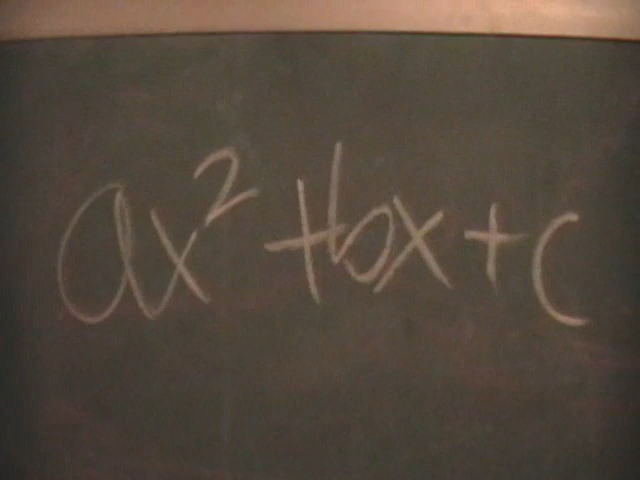 ax² + bx + c